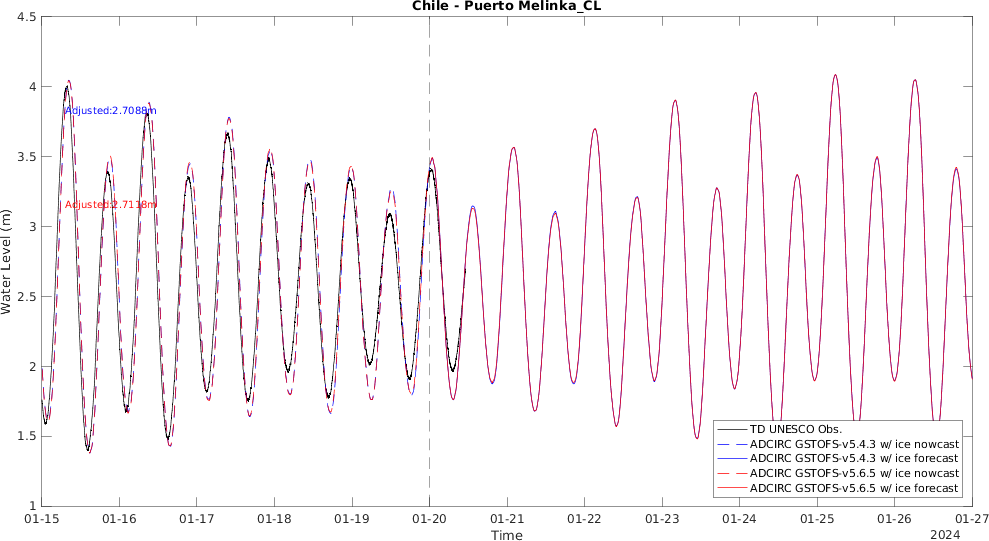 Chile - Puerto Melinka_CL
4.5
4
3.5
3
2.5
2
1.5
1
Water Level (m)
Adjusted:2.7088m
Adjusted:2.7118m
TD UNESCO Obs.
ADCIRC GSTOFS-v5.4.3 w/ ice nowcast
ADCIRC GSTOFS-v5.4.3 w/ ice forecast
ADCIRC GSTOFS-v5.6.5 w/ ice nowcast
ADCIRC GSTOFS-v5.6.5 w/ ice forecast
01-15 01-16 01-17 01-18 01-19 01-20 01-21 01-22 01-23 01-24 01-25 01-26 01-27
Time
2024